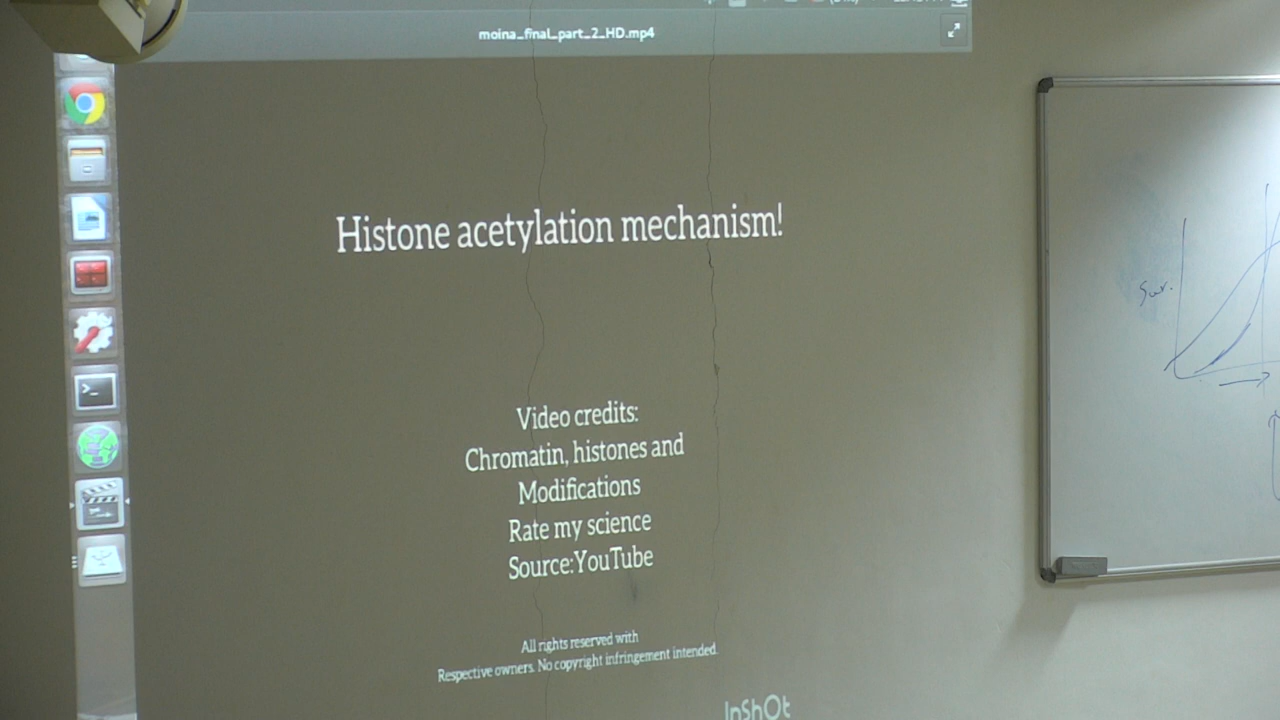 moina_final_part_2_HD.mp4
Histone acetylation mechanism!
Video credits:
Chromatin, histones and
Modifications
Rate my science
Source:YouTube
All rights reserved with
Respective owners. No copyright infringement intended.
InShOt
Sur.